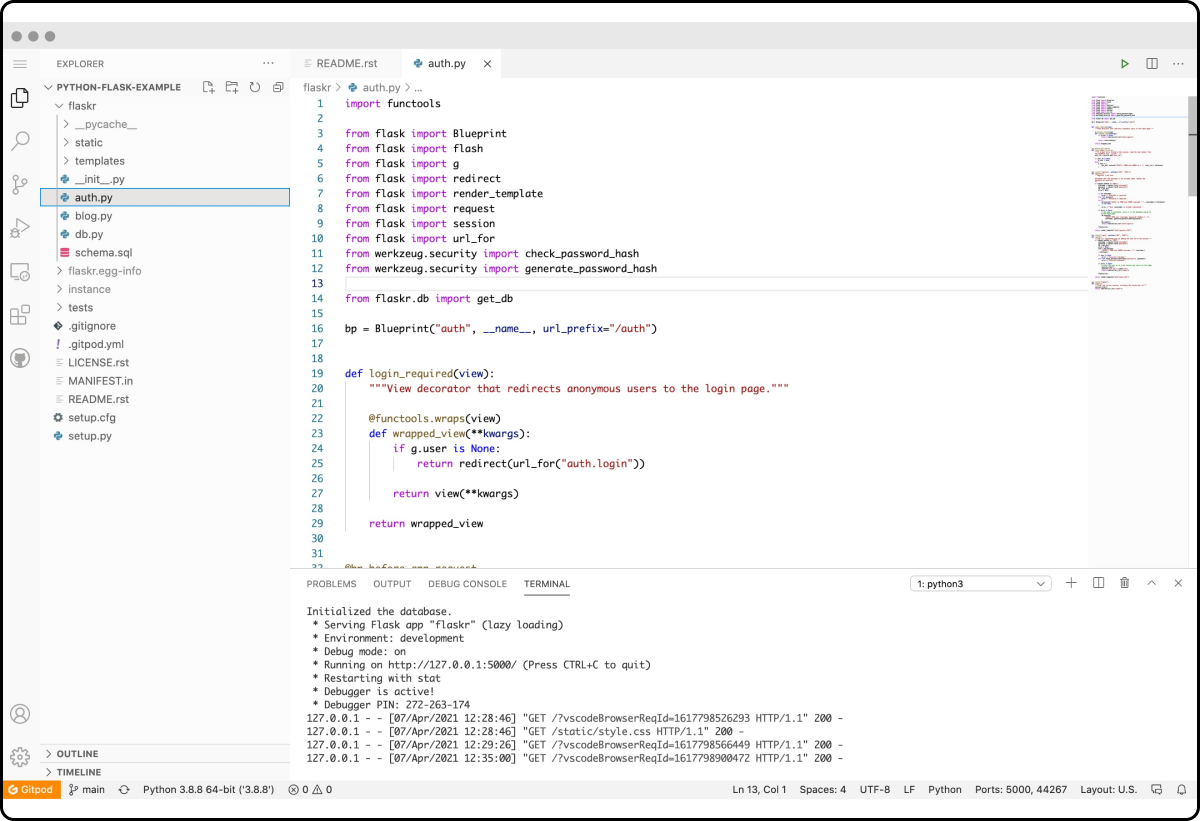 EXPLORER
PYTHON-FLASK-EXAMPLE
flaskr
__pycache__
static
templates
__init__.py
auth.py
blog.py
db.py
schema.sql
flaskr.egg-info
instance
tests
.gitignore
.gitpod.yml
LICENSE.rst
MANIFEST.in
README.rst
setup.cfg
setup.py
OUTLINE
TIMELINE
README.rst auth.py
flaskr > auth.py > ...
1 import functools
2
3 from flask import Blueprint
4 from flask import flash
5 from flask import g
6 from flask import redirect
7 from flask import render_template
8 from flask import request
9 from flask import session
10 from flask import url_for
11 from werkzeug.security import check_password_hash
12 from werkzeug.security import generate_password_hash
13
14 from flaskr.db import get_db
15
16 bp = Blueprint("auth", __name__, url_prefix="/auth")
17
18
19 def login_required(view):
20 """View decorator that redirects anonymous users to the login page."""
21
22 @functools.wraps(view)
23 def wrapped_view(**kwargs):
24 if g.user is None:
25 return redirect(url_for("auth.login"))
26
27 return view(**kwargs)
28
29 return wrapped_view
30
31
32 @bp.before_app_request
PROBLEMS OUTPUT DEBUG CONSOLE TERMINAL 1: python3
Initialized the database.
* Serving Flask app "flaskr" (lazy loading)
* Environment: development
* Debug mode: on
* Running on http://127.0.0.1:5000/ (Press CTRL+C to quit)
* Restarting with stat
* Debugger is active!
* Debugger PIN: 272-263-174
127.0.0.1 - - [07/Apr/2021 12:28:46] "GET /?vscodeBrowserReqId=1617798526293 HTTP/1.1" 200 -
127.0.0.1 - - [07/Apr/2021 12:28:46] "GET /static/style.css HTTP/1.1" 200 -
127.0.0.1 - - [07/Apr/2021 12:29:26] "GET /?vscodeBrowserReqId=1617798566449 HTTP/1.1" 200 -
127.0.0.1 - - [07/Apr/2021 12:35:00] "GET /?vscodeBrowserReqId=1617798900472 HTTP/1.1" 200 -
Gitpod main Python 3.8.8 64-bit ('3.8.8') 0 0 Ln 13, Col 1 Spaces: 4 UTF-8 LF Python Ports: 5000, 44267 Layout: U.S.